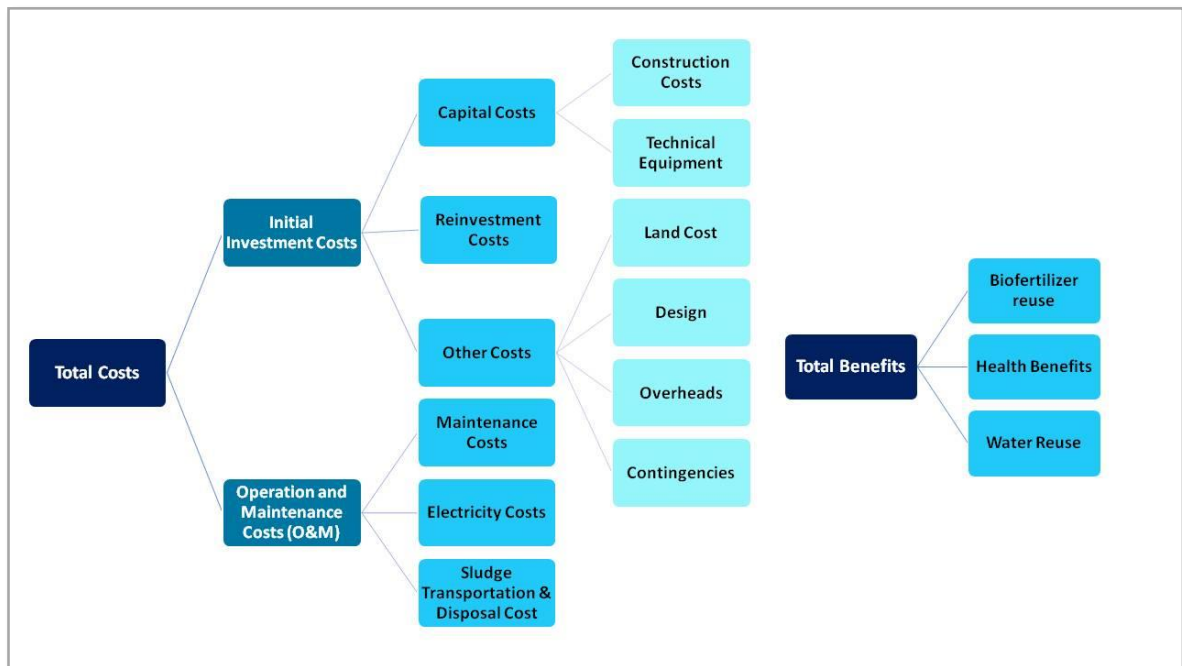 Total Costs
Initial
Investment Costs
Operation and
Maintenance
Costs (O&M)
Capital Costs
Reinvestment
Costs
Other Costs
Maintenance
Costs
Electricity Costs
Sludge
Transportation &
Disposal Cost
Construction
Costs
Technical
Equipment
Land Cost
Design
Overheads
Contingencies
Total Benefits
Biofertilizer
reuse
Health Benefits
Water Reuse